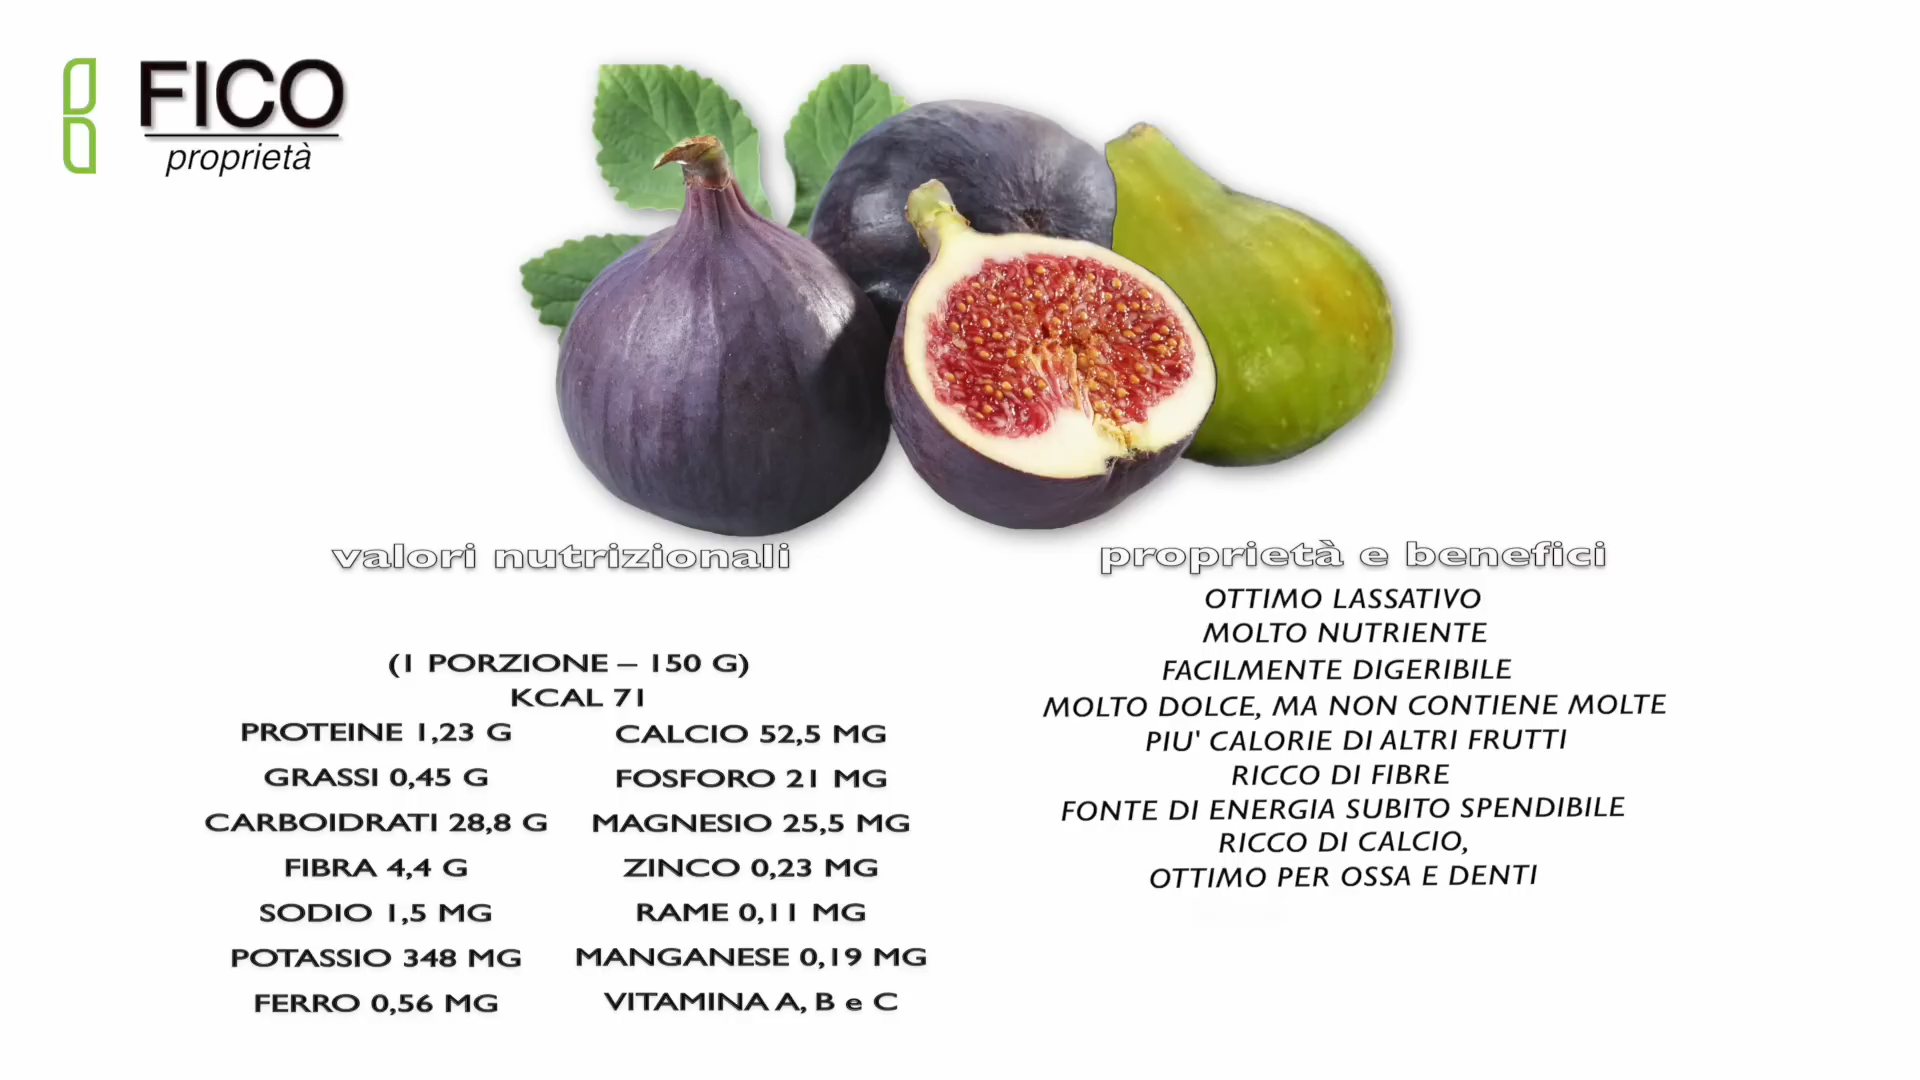 FICO
proprietà
valori nutrizionali
(1 PORZIONE – 150 G)
KCAL 71
PROTEINE 1,23 G
GRASSI 0,45 G
CARBOIDRATI 28,8 G
FIBRA 4,4 G
SODIO 1,5 MG
POTASSIO 348 MG
FERRO 0,56 MG
CALCIO 52,5 MG
FOSFORO 21 MG
MAGNESIO 25,5 MG
ZINCO 0,23 MG
RAME 0,11 MG
MANGANESE 0,19 MG
VITAMINA A, B e C
proprietà e benefici
OTTIMO LASSATIVO
MOLTO NUTRIENTE
FACILMENTE DIGERIBILE
MOLTO DOLCE, MA NON CONTIENE MOLTE
PIU' CALORIE DI ALTRI FRUTTI
RICCO DI FIBRE
FONTE DI ENERGIA SUBITO SPENDIBILE
RICCO DI CALCIO,
OTTIMO PER OSSA E DENTI